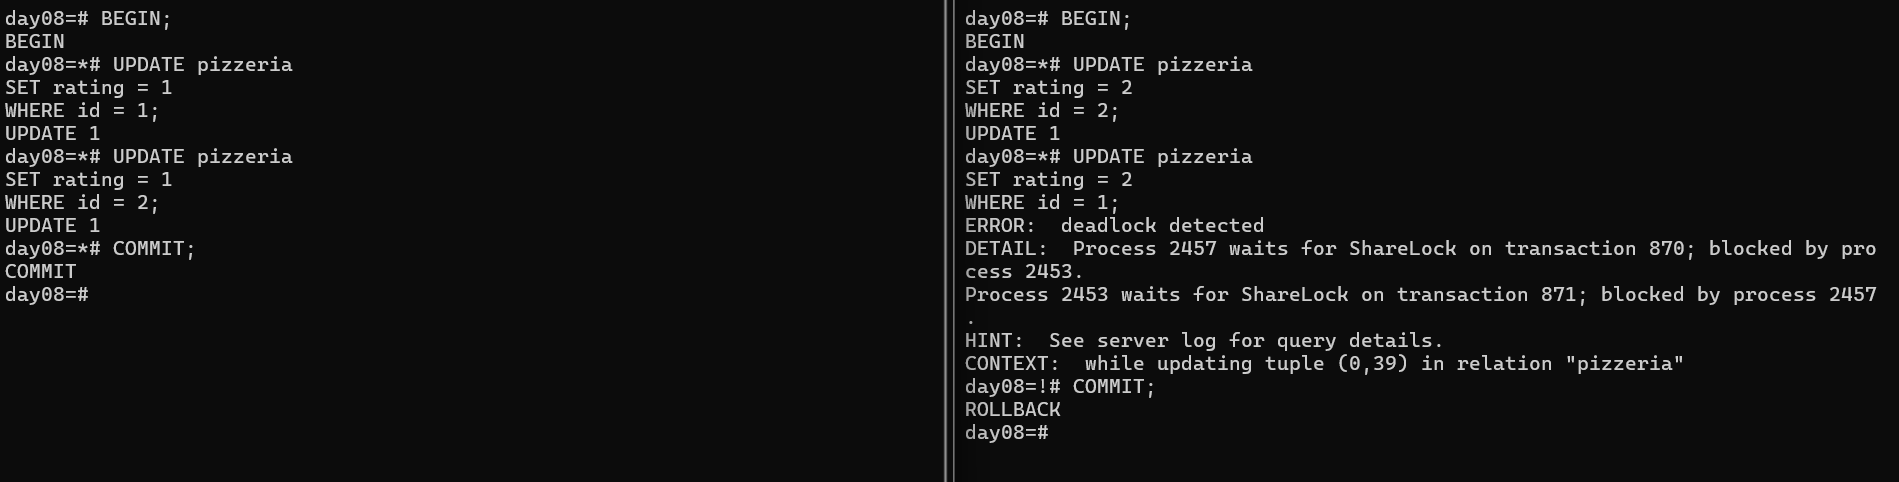 day08=# BEGIN;
BEGIN
day08=*# UPDATE pizzeria
SET rating = 1
WHERE id = 1;
UPDATE 1
day08=*# UPDATE pizzeria
SET rating = 1
WHERE id = 2;
UPDATE 1
day08=*# COMMIT;
COMMIT
day08=#
day08=# BEGIN;
BEGIN
day08=*# UPDATE pizzeria
SET rating = 2
WHERE id = 2;
UPDATE 1
day08=*# UPDATE pizzeria
SET rating = 2
WHERE id = 1;
ERROR:  deadlock detected
DETAIL:  Process 2457 waits for ShareLock on transaction 870; blocked by pro
cess 2453.
Process 2453 waits for ShareLock on transaction 871; blocked by process 2457
.
HINT:  See server log for query details.
CONTEXT:  while updating tuple (0,39) in relation "pizzeria"
day08=!# COMMIT;
ROLLBACK
day08=#